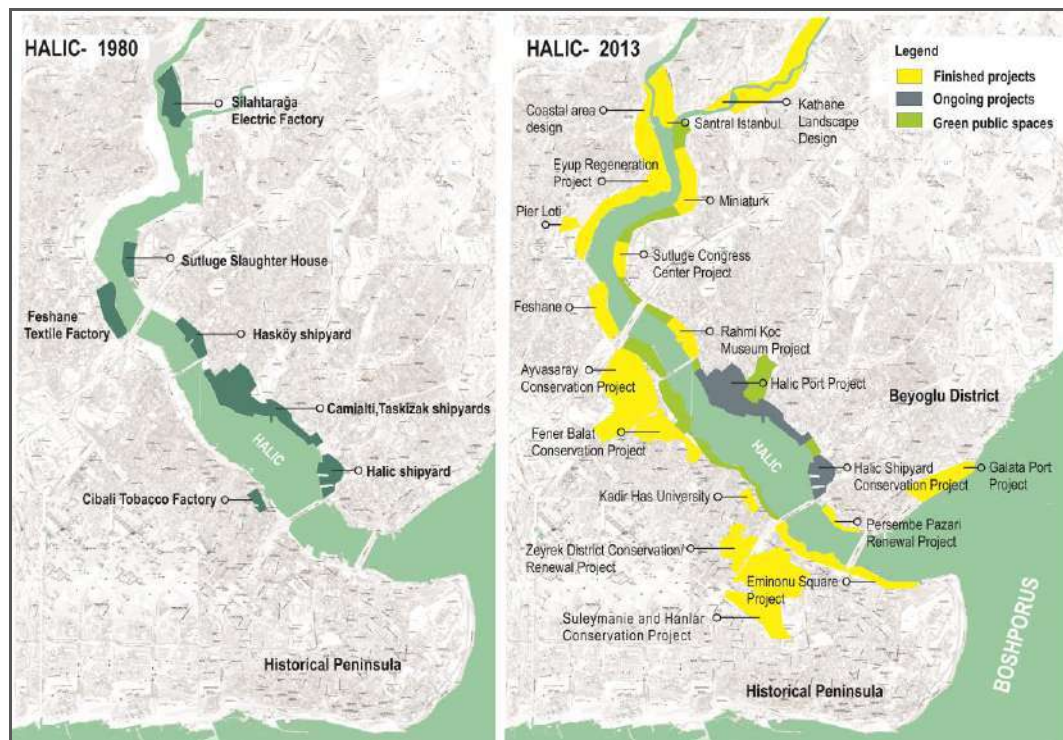 HALIC- 1980
Silahtarağa
Electric Factory
Sutluge Slaughter House
Feshane
Textile Factory
Hasköy shipyard
Camialti,Taskizak shipyards
HALIC
Halic shipyard
Cibali Tobacco Factory
Historical Peninsula
HALIC- 2013
Legend
Finished projects
Ongoing projects
Green public spaces
Coastal area
design
Santral Istanbul
Kathane
Landscape
Design
Eyup Regeneration
Project
Miniaturk
Pier Loti
Sutluge Congress
Center Project
Feshane
Rahmi Koc
Museum Project
Ayvasaray
Conservation Project
Halic Port Project
Beyoglu District
Fener Balat
Conservation Project
HALIC
Halic Shipyard
Conservation Project
Galata Port
Project
Kadir Has University
Persembe Pazari
Renewal Project
Zeyrek District Conservation/
Renewal Project
Eminonu Square
Project
Suleymanie and Hanlar
Conservation Project
Historical Peninsula
BOSHPORUS